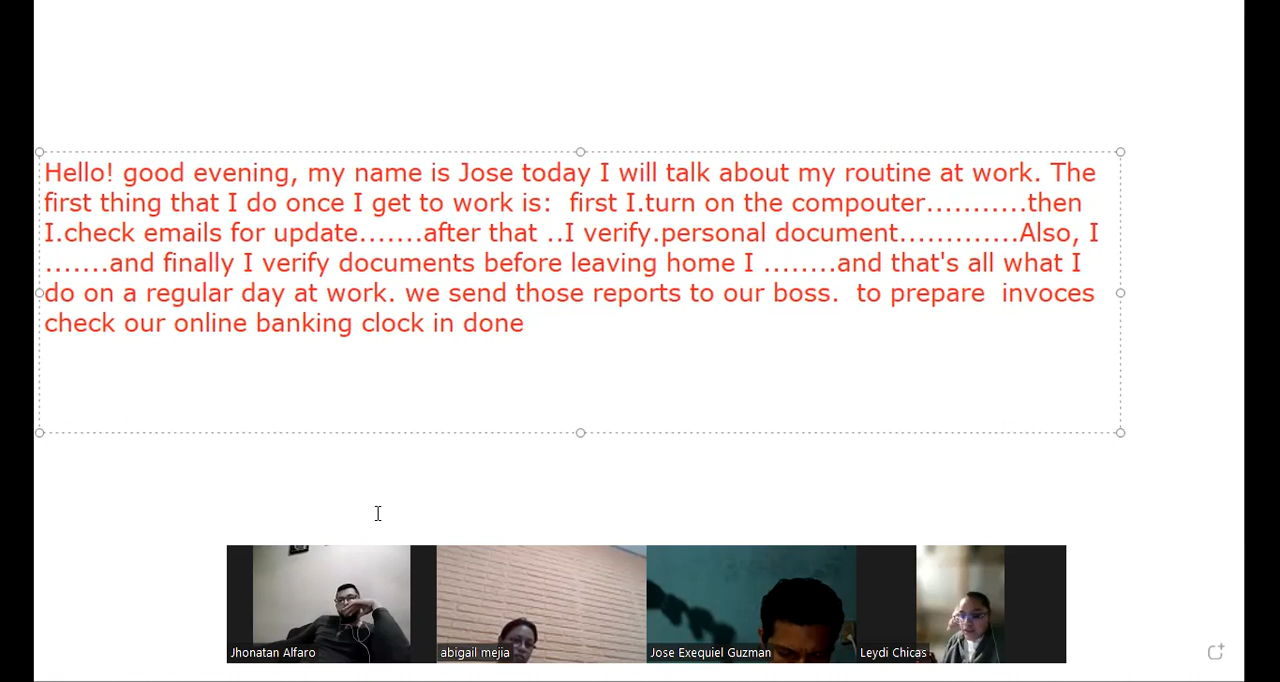 Hello! good evening, my name is Jose today I will talk about my routine at work. The
first thing that I do once I get to work is:  first I.turn on the compouter...........then
I.check emails for update.......after that ..I verify.personal document.............Also, I
.......and finally I verify documents before leaving home I ........and that's all what I
do on a regular day at work. we send those reports to our boss.  to prepare  invoces
check our online banking clock in done
Jhonatan Alfaro
abigail mejia
Jose Exequiel Guzman
Leydi Chicas